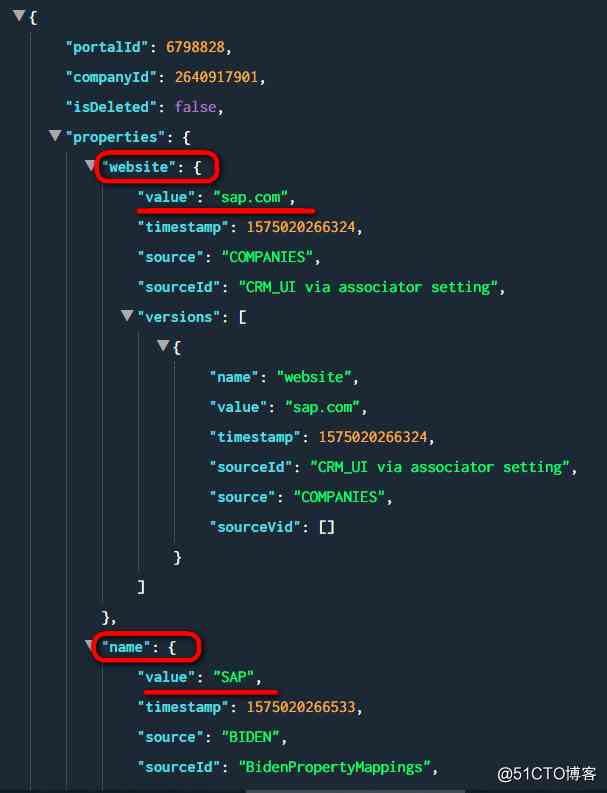 {
"portalId": 6798828,
"companyId": 2640917901,
"isDeleted": false,
"properties": {
"website": {
"value": "sap.com",
"timestamp": 1575020266324,
"source": "COMPANIES",
"sourceId": "CRM_UI via associator setting",
"versions": [
{
"name": "website",
"value": "sap.com",
"timestamp": 1575020266324,
"sourceId": "CRM_UI via associator setting",
"source": "COMPANIES",
"sourceVid": []
}
]
},
"name": {
"value": "SAP",
"timestamp": 1575020266533,
"source": "BIDEN",
"sourceId": "BidenPropertyMappings",
@51CTO博客